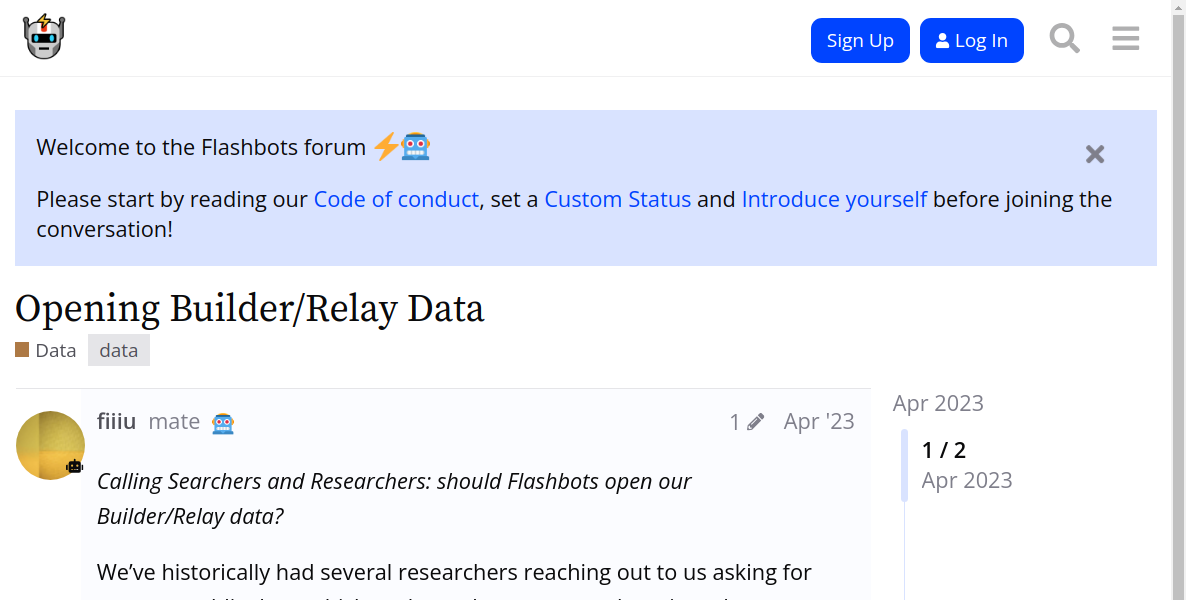 Sign Up
Log In
Welcome to the Flashbots forum
Please start by reading our Code of conduct, set a Custom Status and Introduce yourself before joining the
conversation!
Opening Builder/Relay Data
Data data
fiiiu mate 1 Apr '23
Calling Searchers and Researchers: should Flashbots open our
Builder/Relay data?
We’ve historically had several researchers reaching out to us asking for
Apr 2023
1 / 2
Apr 2023